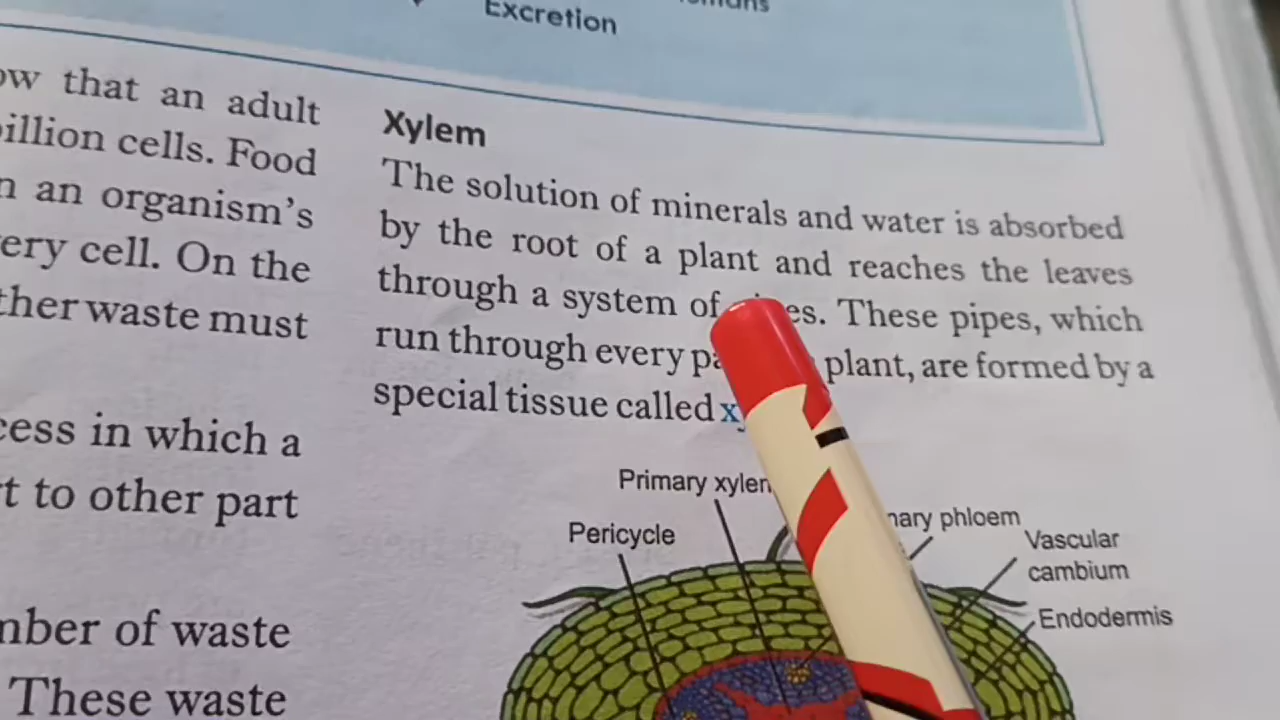 Excretion
ow that an adult
illion cells. Food
n an organism's
ery cell. On the
ther waste must
cess in which a
t to other part
nber of waste
These waste
Xylem
The solution of minerals and water is absorbed
by the root of a plant and reaches the leaves
through a system of es. These pipes, which
run through every plant, are formed by a
special tissue called
Primary xylem
Pericycle
mary phloem
Vascular
cambium
Endodermis